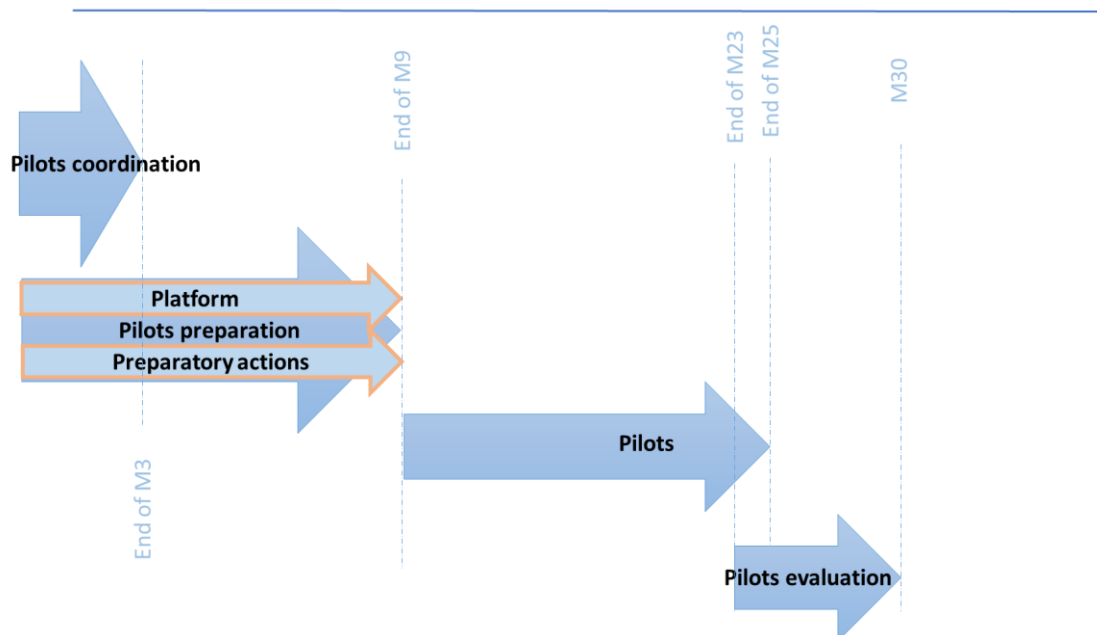 End of M9
End of M23
End of M25
M30
Pilots coordination
Platform
Pilots preparation
Preparatory actions
End of M3
Pilots
Pilots evaluation